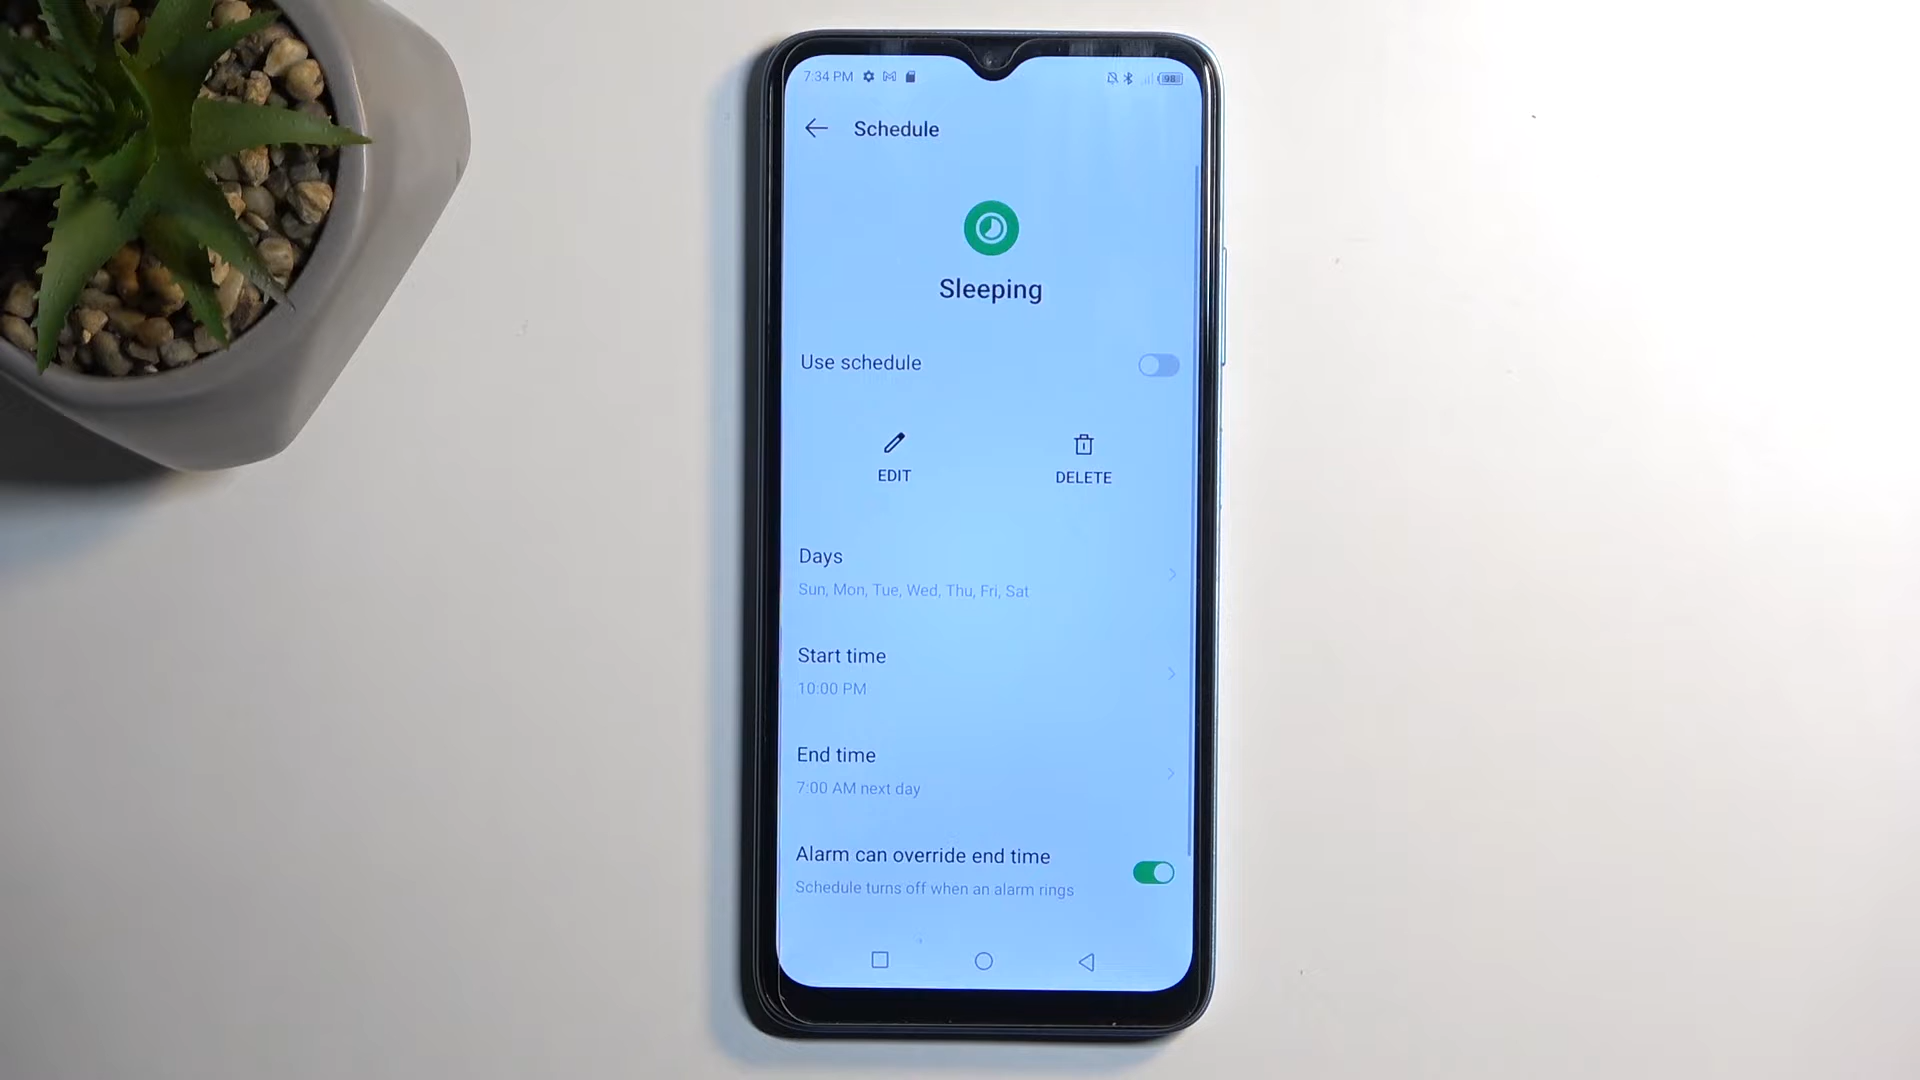 7:34 PM 98
Schedule
Sleeping
Use schedule
EDIT DELETE
Days
Sun, Mon, Tue, Wed, Thu, Fri, Sat
Start time
10:00 PM
End time
7:00 AM next day
Alarm can override end time
Schedule turns off when an alarm rings